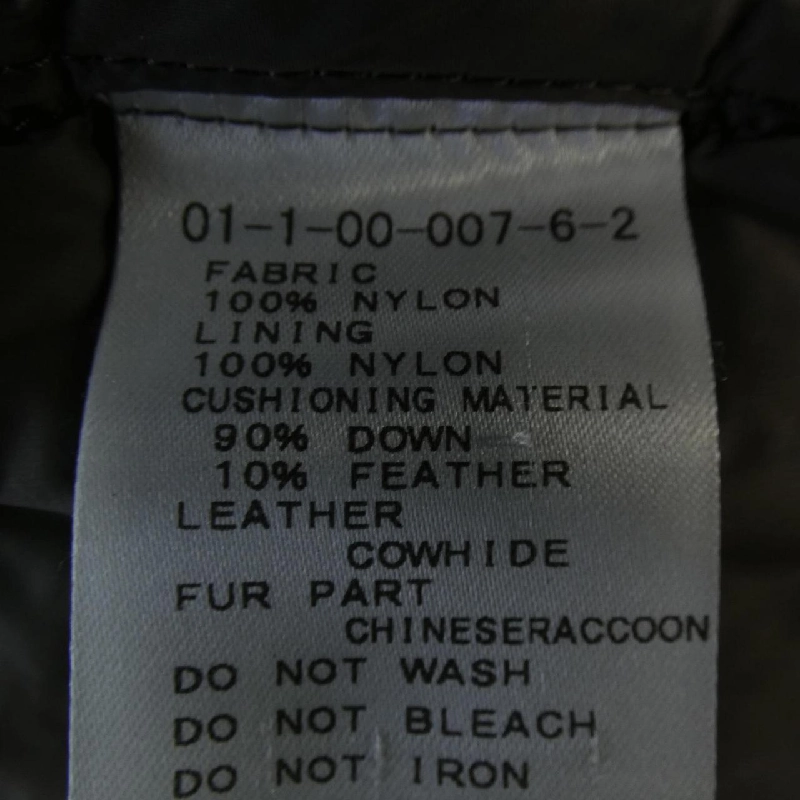 01-1-00-007-6-2
FABRIC
100% NYLON
LINING
100% NYLON
CUSHIONING MATERIAL
90% DOWN
10% FEATHER
LEATHER
COWHIDE
FUR PART
CHINESERACCOON
DO NOT WASH
DO NOT BLEACH
DO NOT IRON